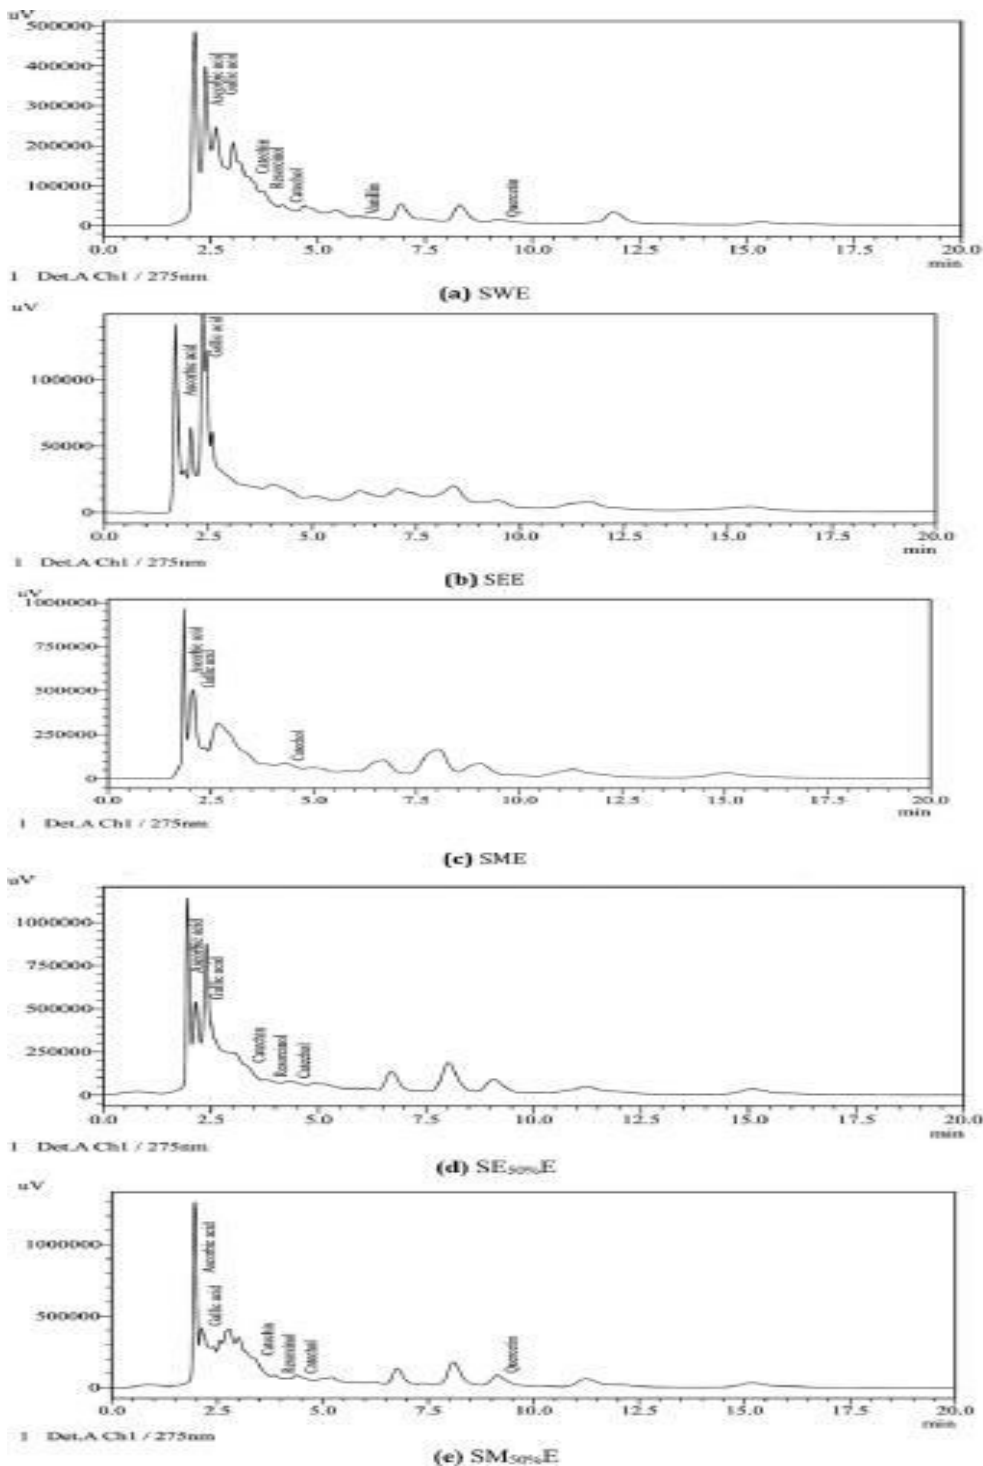 uV
500000
400000
300000
200000
100000
0
Ascorbic acid
Gallic acid
Catechin
Resorcinol
Catechol
Vanillin
Quercetin
0.0 2.5 5.0 7.5 10.0 12.5 15.0 17.5 20.0
min
1 Det.A Ch1 / 275nm
(a) SWE
uV
100000
50000
0
Ascorbic acid
Gallic acid
0.0 2.5 5.0 7.5 10.0 12.5 15.0 17.5 20.0
min
1 Det.A Ch1 / 275nm
(b) SEE
uV
1000000
750000
500000
250000
0
Ascorbic acid
Gallic acid
Catechol
0.0 2.5 5.0 7.5 10.0 12.5 15.0 17.5 20.0
min
1 Det.A Ch1 / 275nm
(c) SME
uV
1000000
750000
500000
250000
0
Ascorbic acid
Gallic acid
Catechin
Resorcinol
Catechol
0.0 2.5 5.0 7.5 10.0 12.5 15.0 17.5 20.0
min
1 Det.A Ch1 / 275nm
(d) SE50%E
uV
1000000
500000
0
Ascorbic acid
Gallic acid
Catechin
Resorcinol
Catechol
Quercetin
0.0 2.5 5.0 7.5 10.0 12.5 15.0 17.5 20.0
min
1 Det.A Ch1 / 275nm
(e) SM50%E